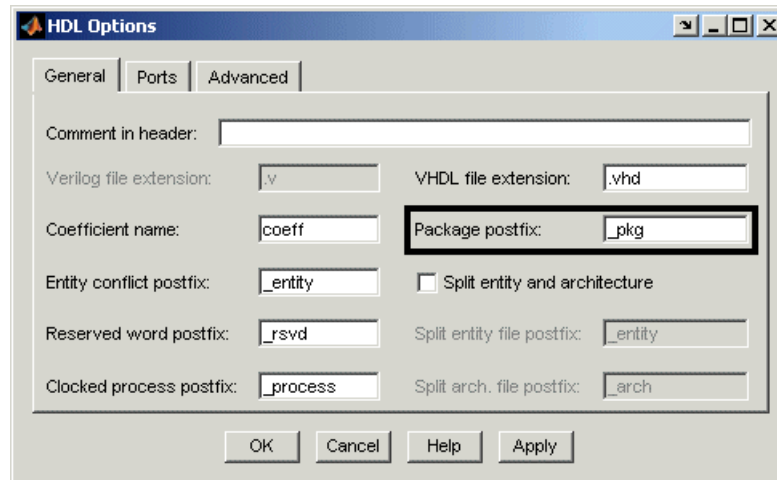 HDL Options
General Ports Advanced
Comment in header:
Verilog file extension: .v VHDL file extension: .vhd
Coefficient name: coeff Package postfix: _pkg
Entity conflict postfix: _entity Split entity and architecture
Reserved word postfix: _rsvd Split entity file postfix: _entity
Clocked process postfix: _process Split arch. file postfix: _arch
OK Cancel Help Apply